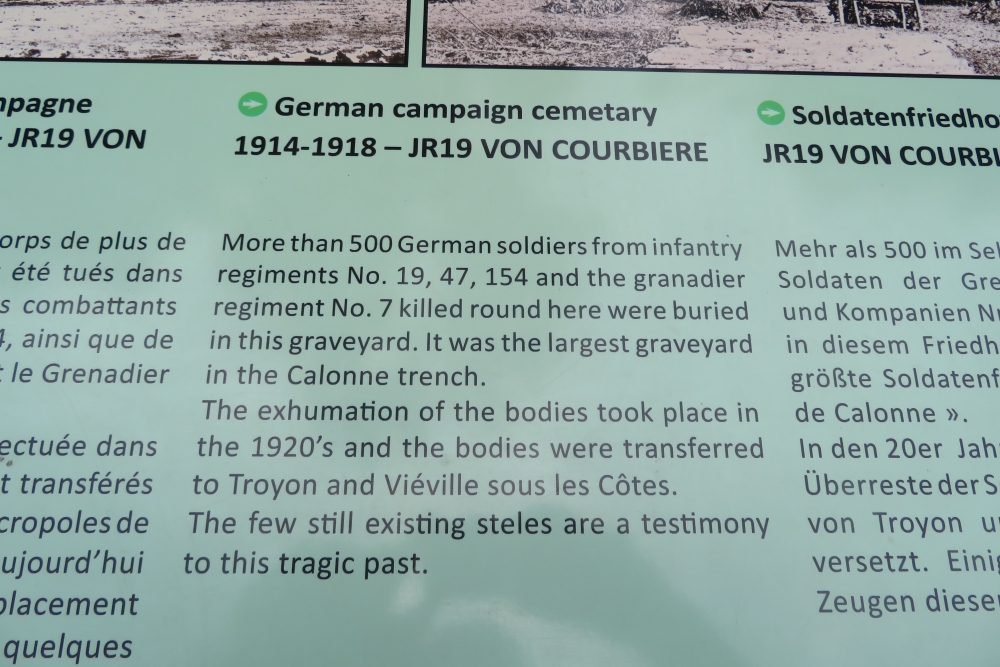 mpagne
- JR19 VON
orps de plus de
été tués dans
s combattants
4, ainsi que de
t le Grenadier
ectuée dans
t transférés
cropoles de
ujourd'hui
placement
quelques
German campaign cemetary
1914-1918 – JR19 VON COURBIERE
More than 500 German soldiers from infantry
regiments No. 19, 47, 154 and the granadier
regiment No. 7 killed round here were buried
in this graveyard. It was the largest graveyard
in the Calonne trench.
The exhumation of the bodies took place in
the 1920's and the bodies were transferred
to Troyon and Viéville sous les Côtes.
The few still existing steles are a testimony
to this tragic past.
Soldatenfriedho
JR19 VON COURBI
Mehr als 500 im Se
Soldaten der Gre
und Kompanien N
in diesem Friedh
größte Soldatenf
de Calonne ».
In den 20er Jah
Überreste der S
von Troyon u
versetzt. Einig
Zeugen dieser